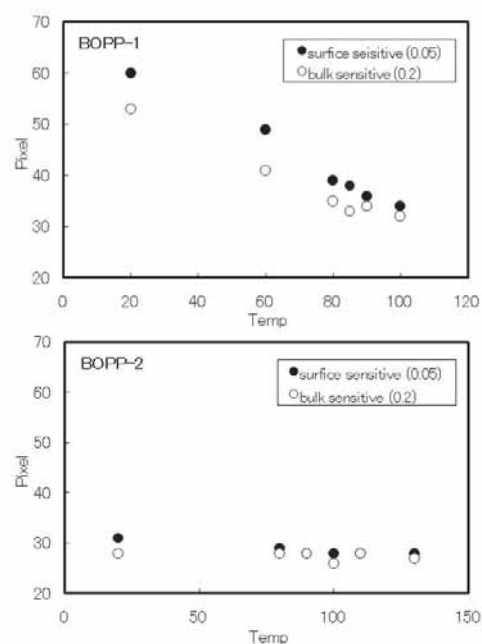 BOPP-1
●surfice seisitive (0.05)
○bulk sensitive (0.2)
70
60
50
40
30
20
Pixel
0 20 40 60 80 100 120
Temp
BOPP-2
●surfice sensitive (0.05)
○bulk sensitive (0.2)
70
60
50
40
30
20
Pixel
0 50 100 150
Temp